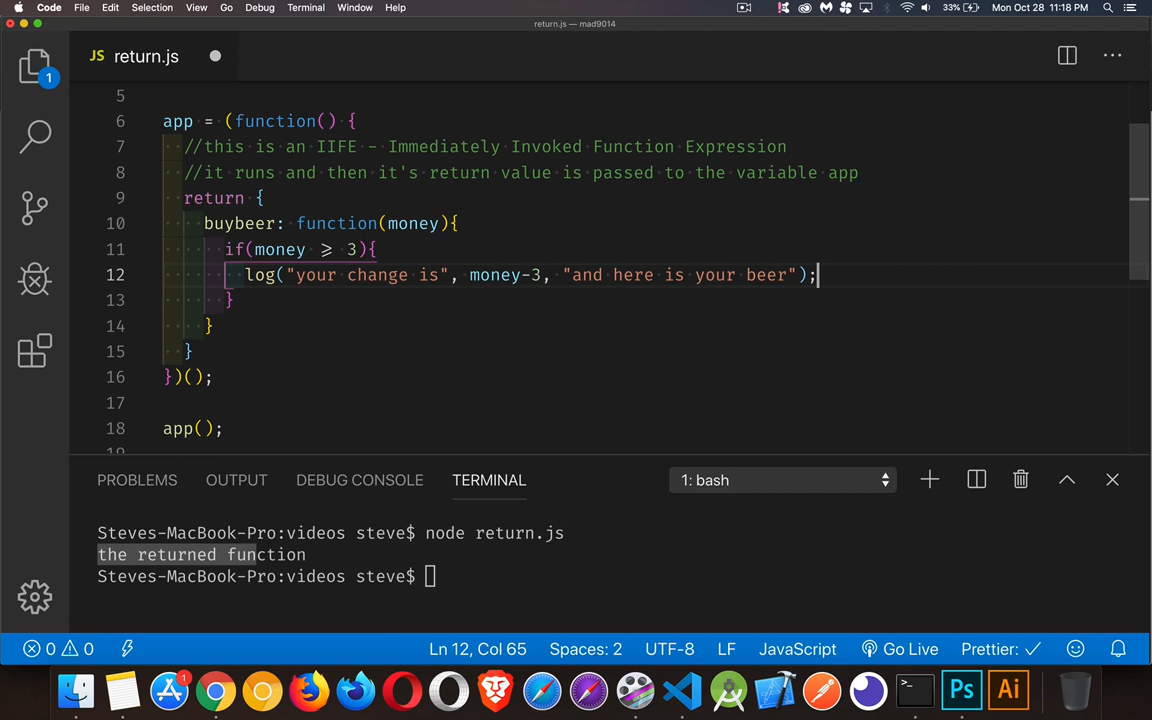 Code File Edit Selection View Go Debug Terminal Window Help 33% Mon Oct 28 11:18 PM
return.js — mad9014
JS return.js
1
5
6 app = (function() {
7 //this is an IIFE - Immediately Invoked Function Expression
8 //it runs and then it's return value is passed to the variable app
9 return {
10 buybeer: function(money){
11 if(money >= 3){
12 log("your change is", money-3, "and here is your beer");
13 }
14 }
15 }
16 })();
17
18 app();
19
PROBLEMS OUTPUT DEBUG CONSOLE TERMINAL 1: bash
Steves-MacBook-Pro:videos steve$ node return.js
the returned function
Steves-MacBook-Pro:videos steve$
0 0 Ln 12, Col 65 Spaces: 2 UTF-8 LF JavaScript Go Live Prettier: ✓
1 >_ Ps Ai